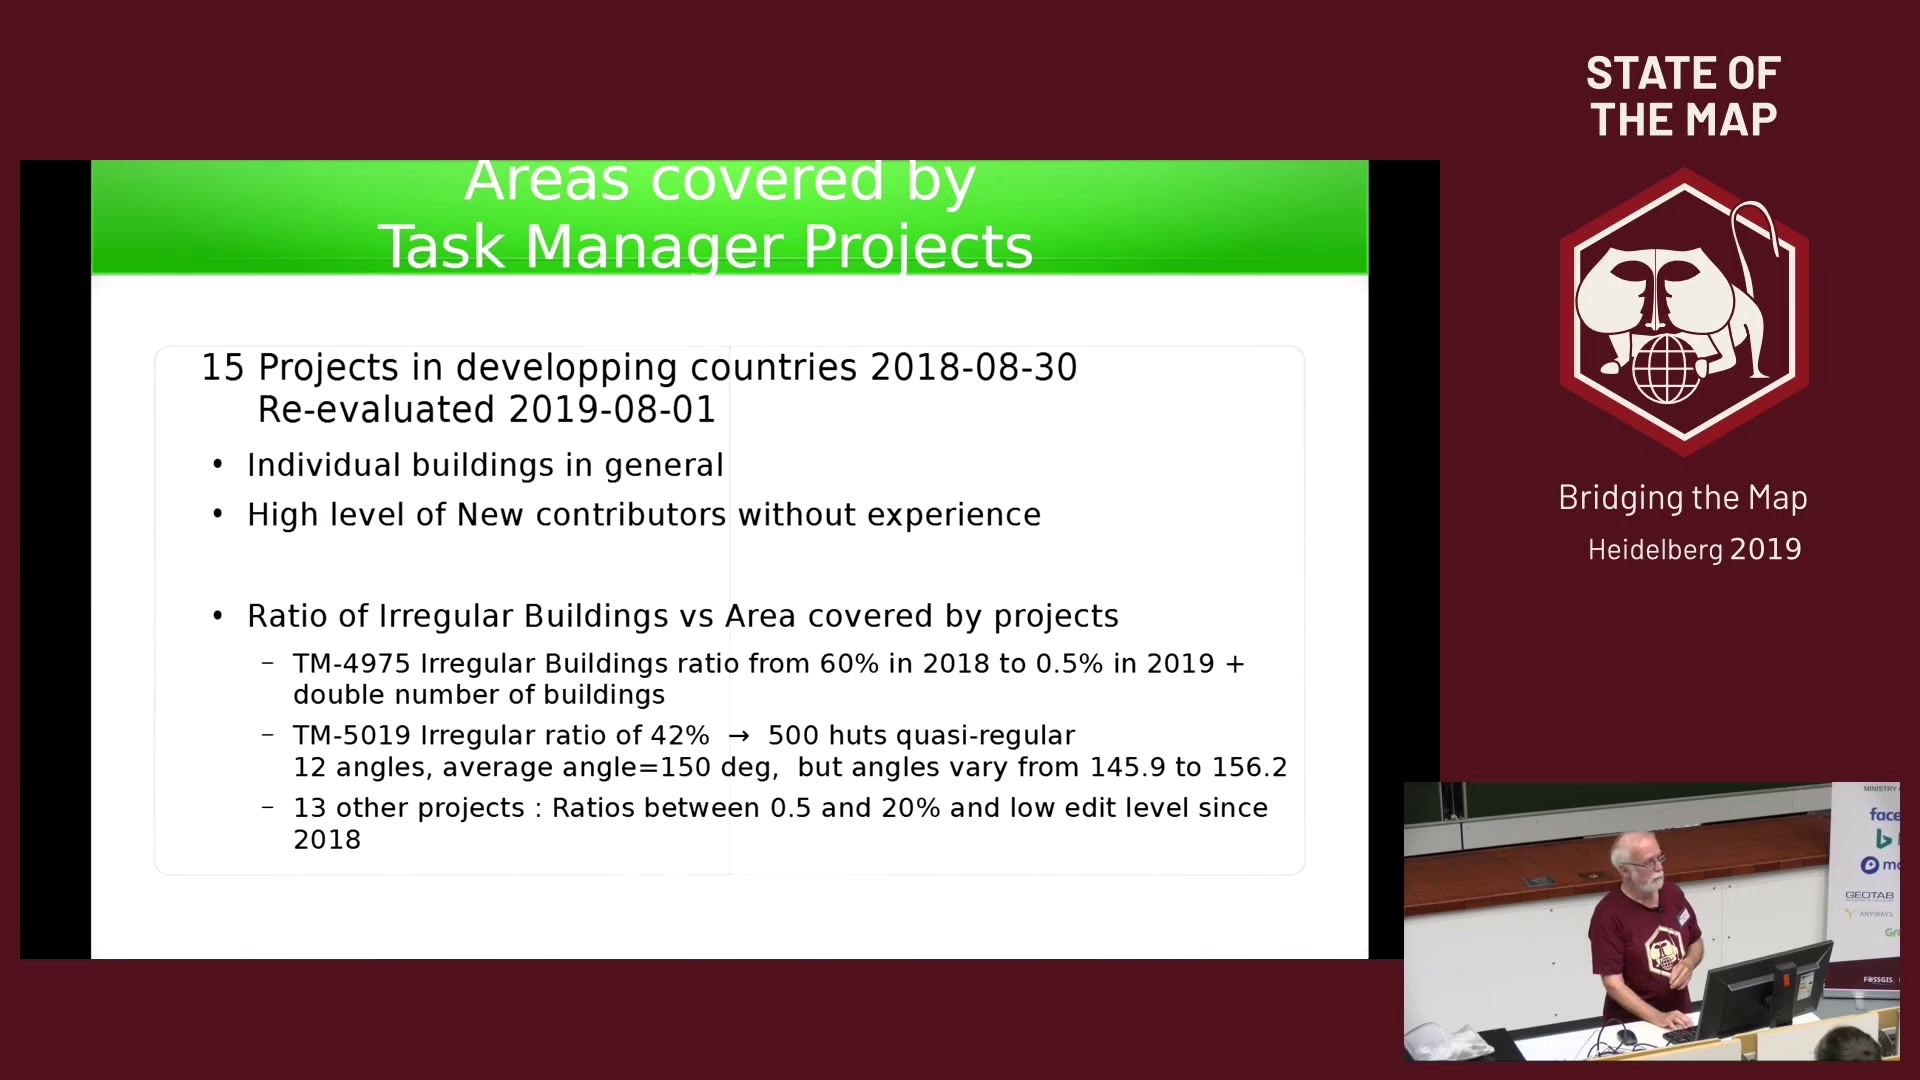 STATE OF
THE MAP
Areas covered by
Task Manager Projects
15 Projects in developping countries 2018-08-30
Re-evaluated 2019-08-01
• Individual buildings in general
• High level of New contributors without experience
• Ratio of Irregular Buildings vs Area covered by projects
– TM-4975 Irregular Buildings ratio from 60% in 2018 to 0.5% in 2019 +
double number of buildings
– TM-5019 Irregular ratio of 42% → 500 huts quasi-regular
12 angles, average angle=150 deg, but angles vary from 145.9 to 156.2
– 13 other projects : Ratios between 0.5 and 20% and low edit level since
2018
Bridging the Map
Heidelberg 2019
MINISTRY
face
GEOTAB
ANYWAYS
FOSSGIS